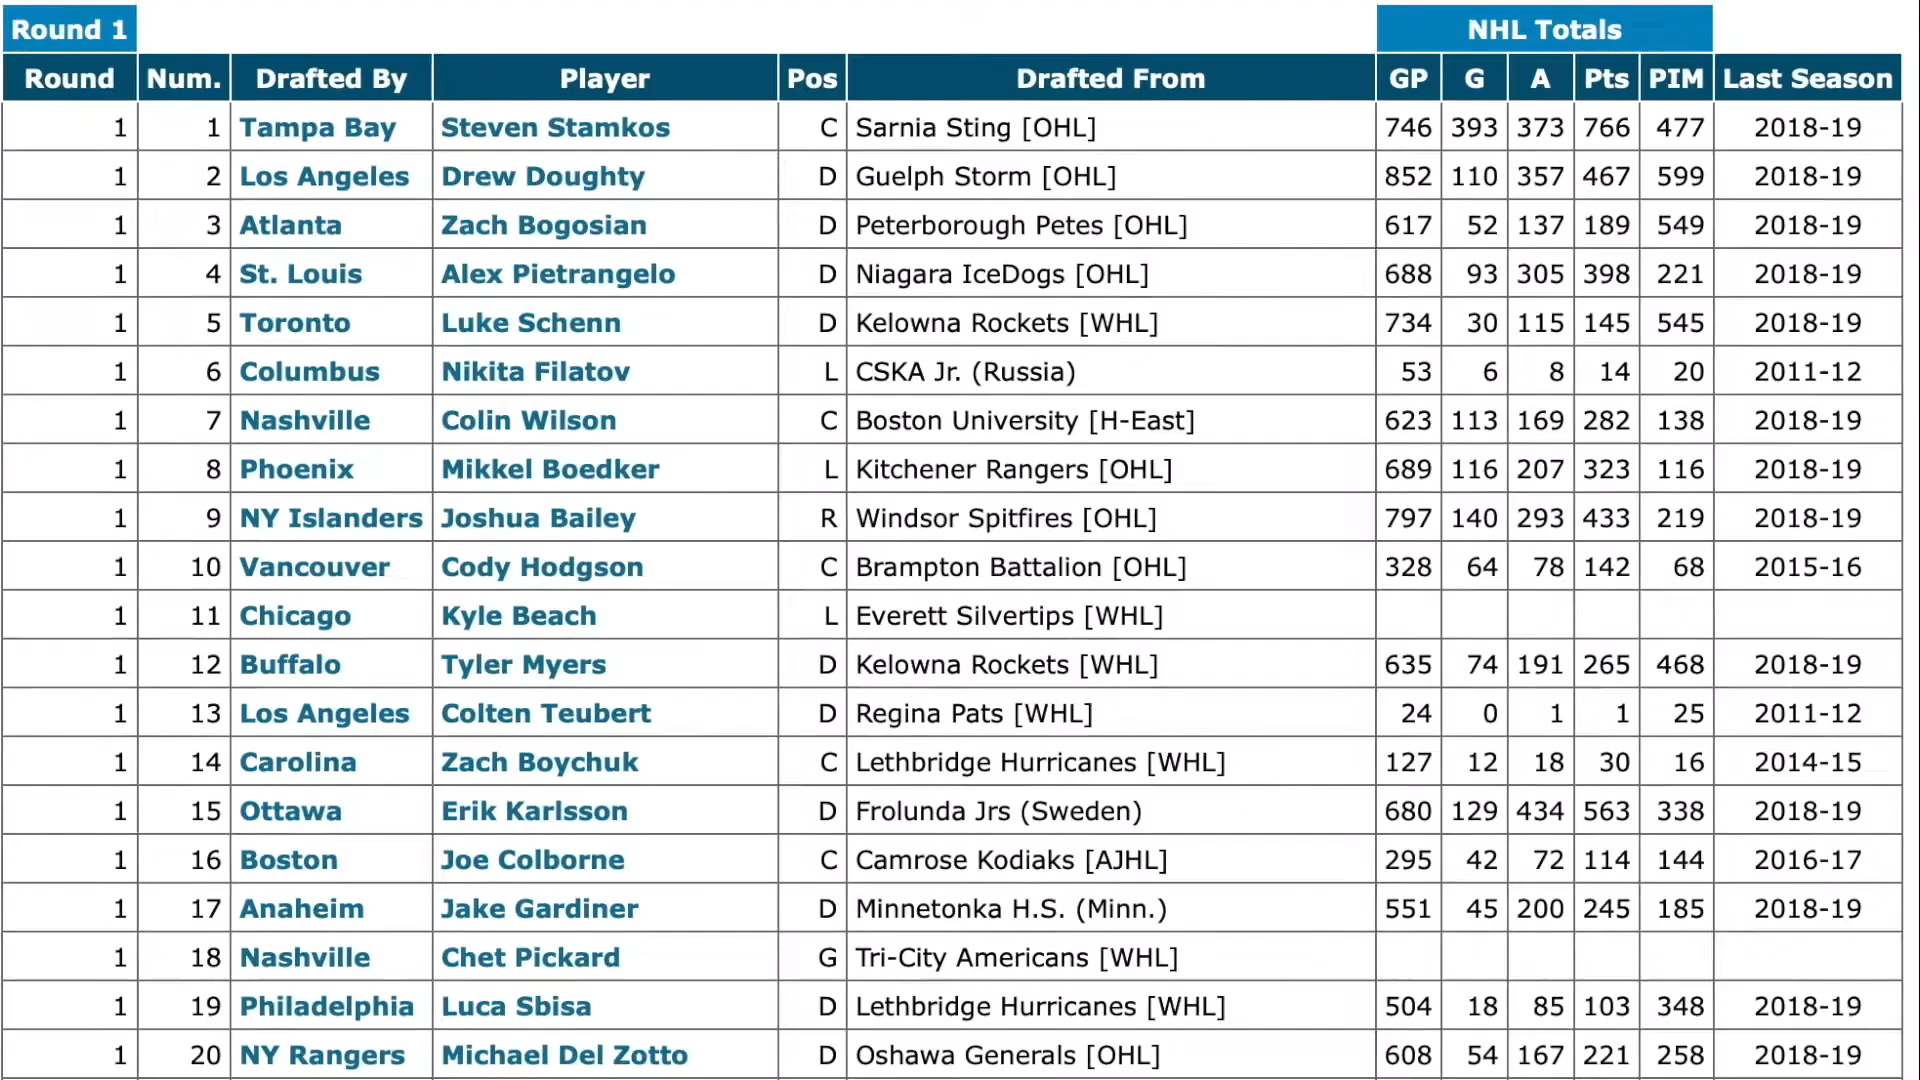 Round 1 NHL Totals
Round Num. Drafted By Player Pos Drafted From GP G A Pts PIM Last Season
1 1 Tampa Bay Steven Stamkos C Sarnia Sting [OHL] 746 393 373 766 477 2018-19
1 2 Los Angeles Drew Doughty D Guelph Storm [OHL] 852 110 357 467 599 2018-19
1 3 Atlanta Zach Bogosian D Peterborough Petes [OHL] 617 52 137 189 549 2018-19
1 4 St. Louis Alex Pietrangelo D Niagara IceDogs [OHL] 688 93 305 398 221 2018-19
1 5 Toronto Luke Schenn D Kelowna Rockets [WHL] 734 30 115 145 545 2018-19
1 6 Columbus Nikita Filatov L CSKA Jr. (Russia) 53 6 8 14 20 2011-12
1 7 Nashville Colin Wilson C Boston University [H-East] 623 113 169 282 138 2018-19
1 8 Phoenix Mikkel Boedker L Kitchener Rangers [OHL] 689 116 207 323 116 2018-19
1 9 NY Islanders Joshua Bailey R Windsor Spitfires [OHL] 797 140 293 433 219 2018-19
1 10 Vancouver Cody Hodgson C Brampton Battalion [OHL] 328 64 78 142 68 2015-16
1 11 Chicago Kyle Beach L Everett Silvertips [WHL]
1 12 Buffalo Tyler Myers D Kelowna Rockets [WHL] 635 74 191 265 468 2018-19
1 13 Los Angeles Colten Teubert D Regina Pats [WHL] 24 0 1 1 25 2011-12
1 14 Carolina Zach Boychuk C Lethbridge Hurricanes [WHL] 127 12 18 30 16 2014-15
1 15 Ottawa Erik Karlsson D Frolunda Jrs (Sweden) 680 129 434 563 338 2018-19
1 16 Boston Joe Colborne C Camrose Kodiaks [AJHL] 295 42 72 114 144 2016-17
1 17 Anaheim Jake Gardiner D Minnetonka H.S. (Minn.) 551 45 200 245 185 2018-19
1 18 Nashville Chet Pickard G Tri-City Americans [WHL]
1 19 Philadelphia Luca Sbisa D Lethbridge Hurricanes [WHL] 504 18 85 103 348 2018-19
1 20 NY Rangers Michael Del Zotto D Oshawa Generals [OHL] 608 54 167 221 258 2018-19